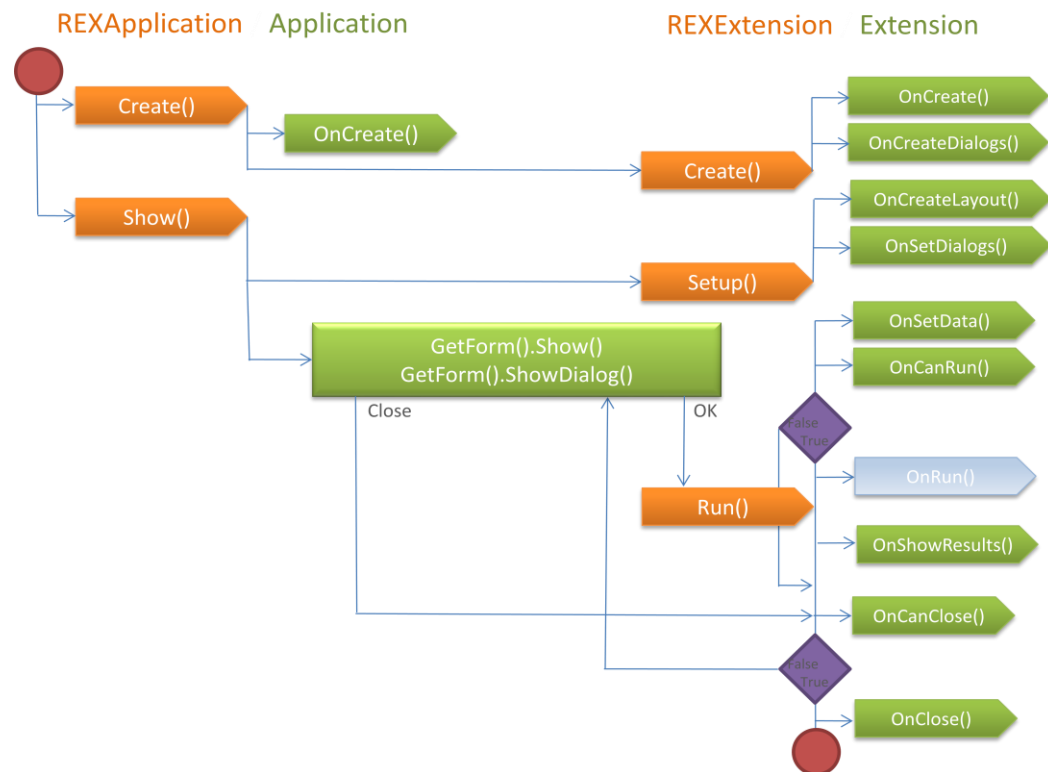 REXApplication Application REXExtension Extension
Create()
OnCreate()
OnCreate()
OnCreateDialogs()
Create()
Show()
OnCreateLayout()
OnSetDialogs()
Setup()
OnSetData()
GetForm().Show()
GetForm().ShowDialog()
OnCanRun()
Close
OK
False
True
OnRun()
Run()
OnShowResults()
OnCanClose()
False
True
OnClose()